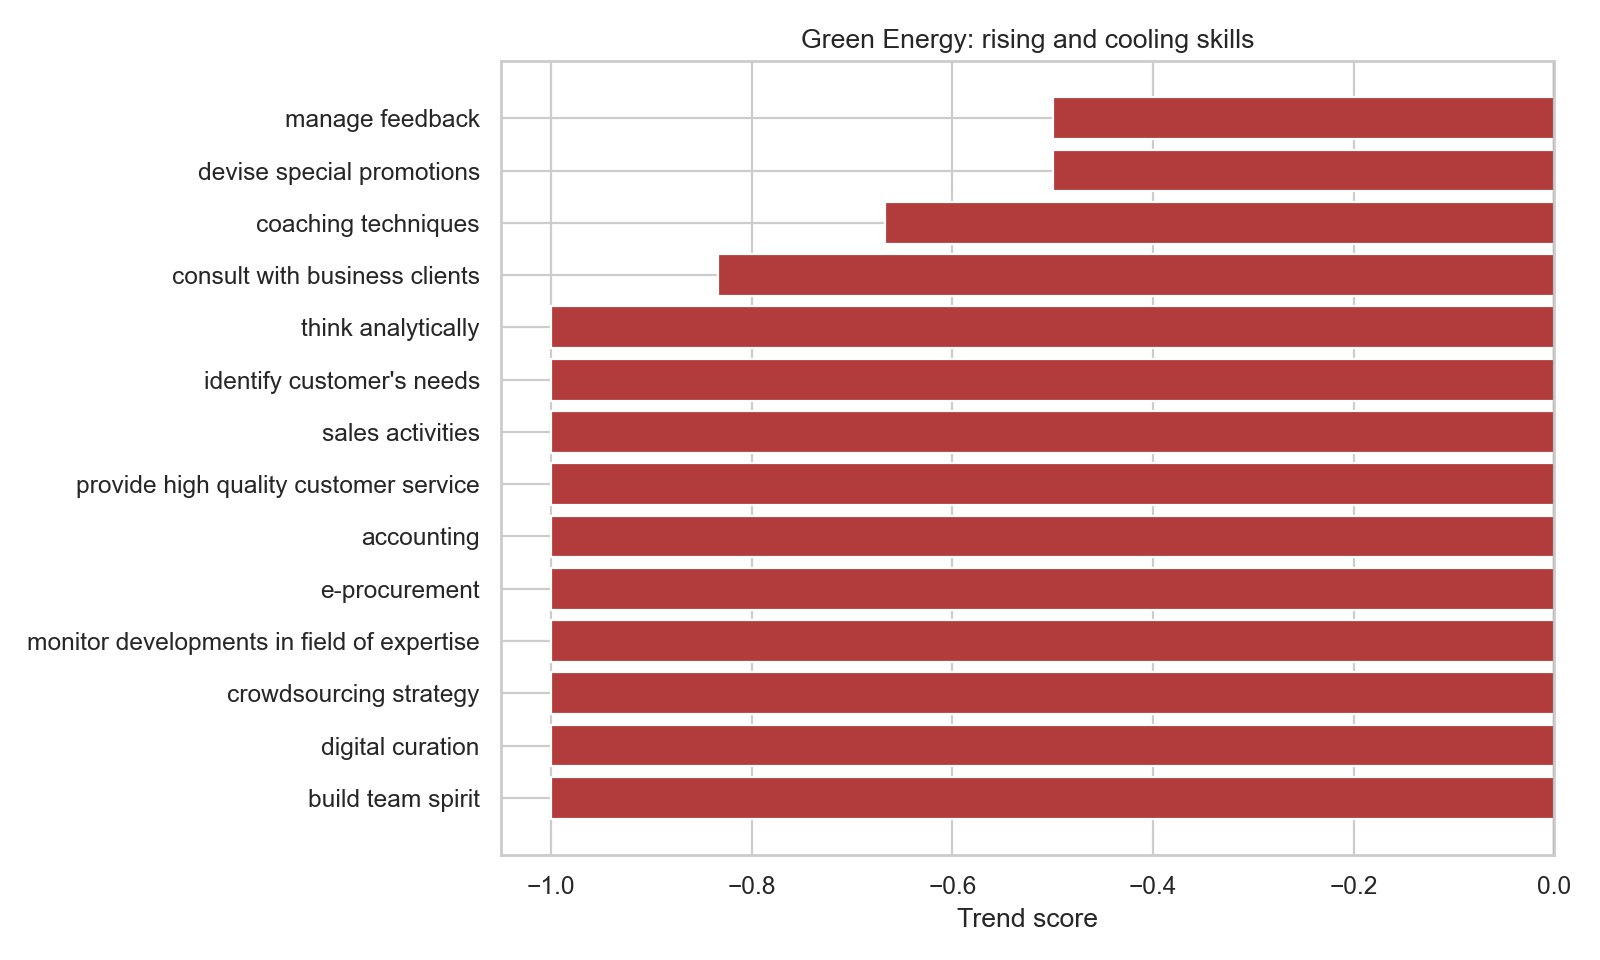 Green Energy: rising and cooling skills
manage feedback
devise special promotions
coaching techniques
consult with business clients
think analytically
identify customer's needs
sales activities
provide high quality customer service
accounting
e-procurement
monitor developments in field of expertise
crowdsourcing strategy
digital curation
build team spirit
−1.0 −0.8 −0.6 −0.4 −0.2 0.0
Trend score